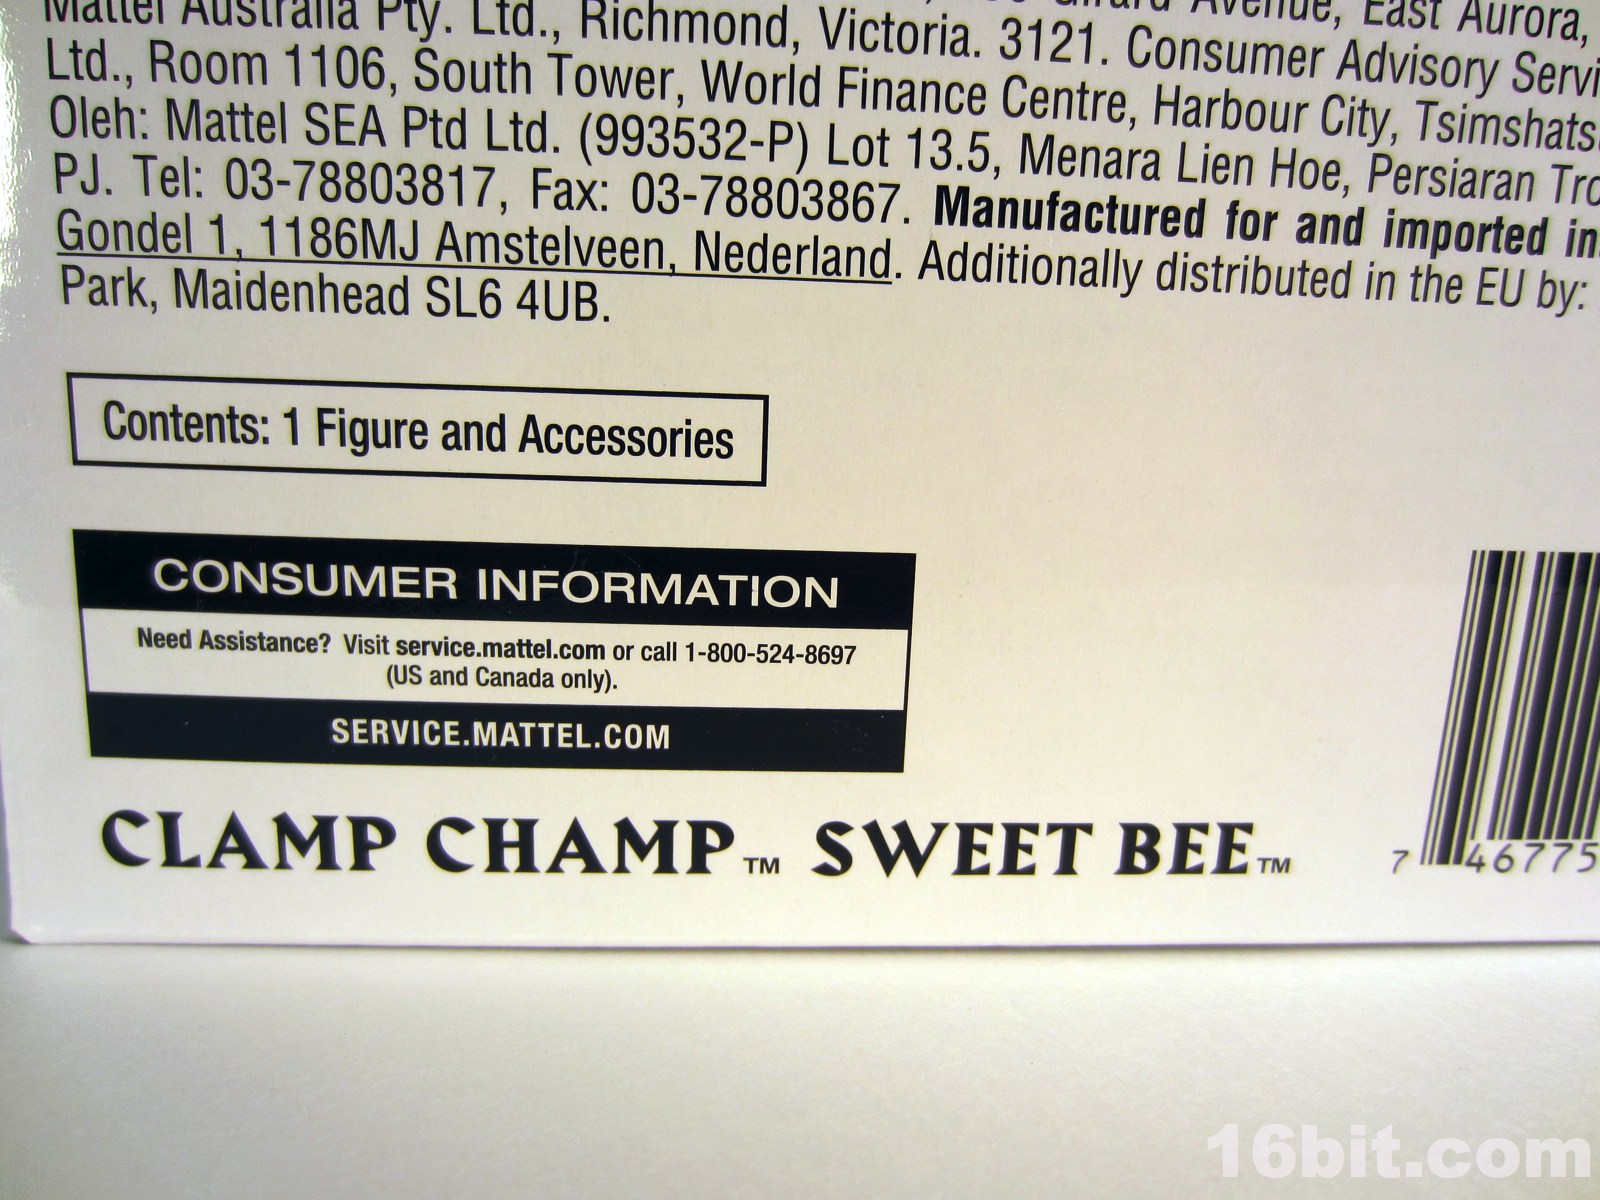 Mattel Australia Pty. Ltd., Richmond, Victoria. 3121. Consumer Advisory
Avenue, East Aurora,
Ltd., Room 1106, South Tower, World Finance Centre, Harbour City,
Oleh: Mattel SEA Ptd Ltd. (993532-P) Lot 13.5, Menara Lien Hoe, Persiaran
PJ. Tel: 03-78803817, Fax: 03-78803867. Manufactured for and imported
Gondel 1, 1186MJ Amstelveen, Nederland. Additionally distributed in the EU by:
Park, Maidenhead SL6 4UB.
Contents: 1 Figure and Accessories
CONSUMER INFORMATION
Need Assistance? Visit service.mattel.com or call 1-800-524-8697
(US and Canada only).
SERVICE.MATTEL.COM
CLAMP CHAMP™ SWEET BEE™
7 46775
16bit.com